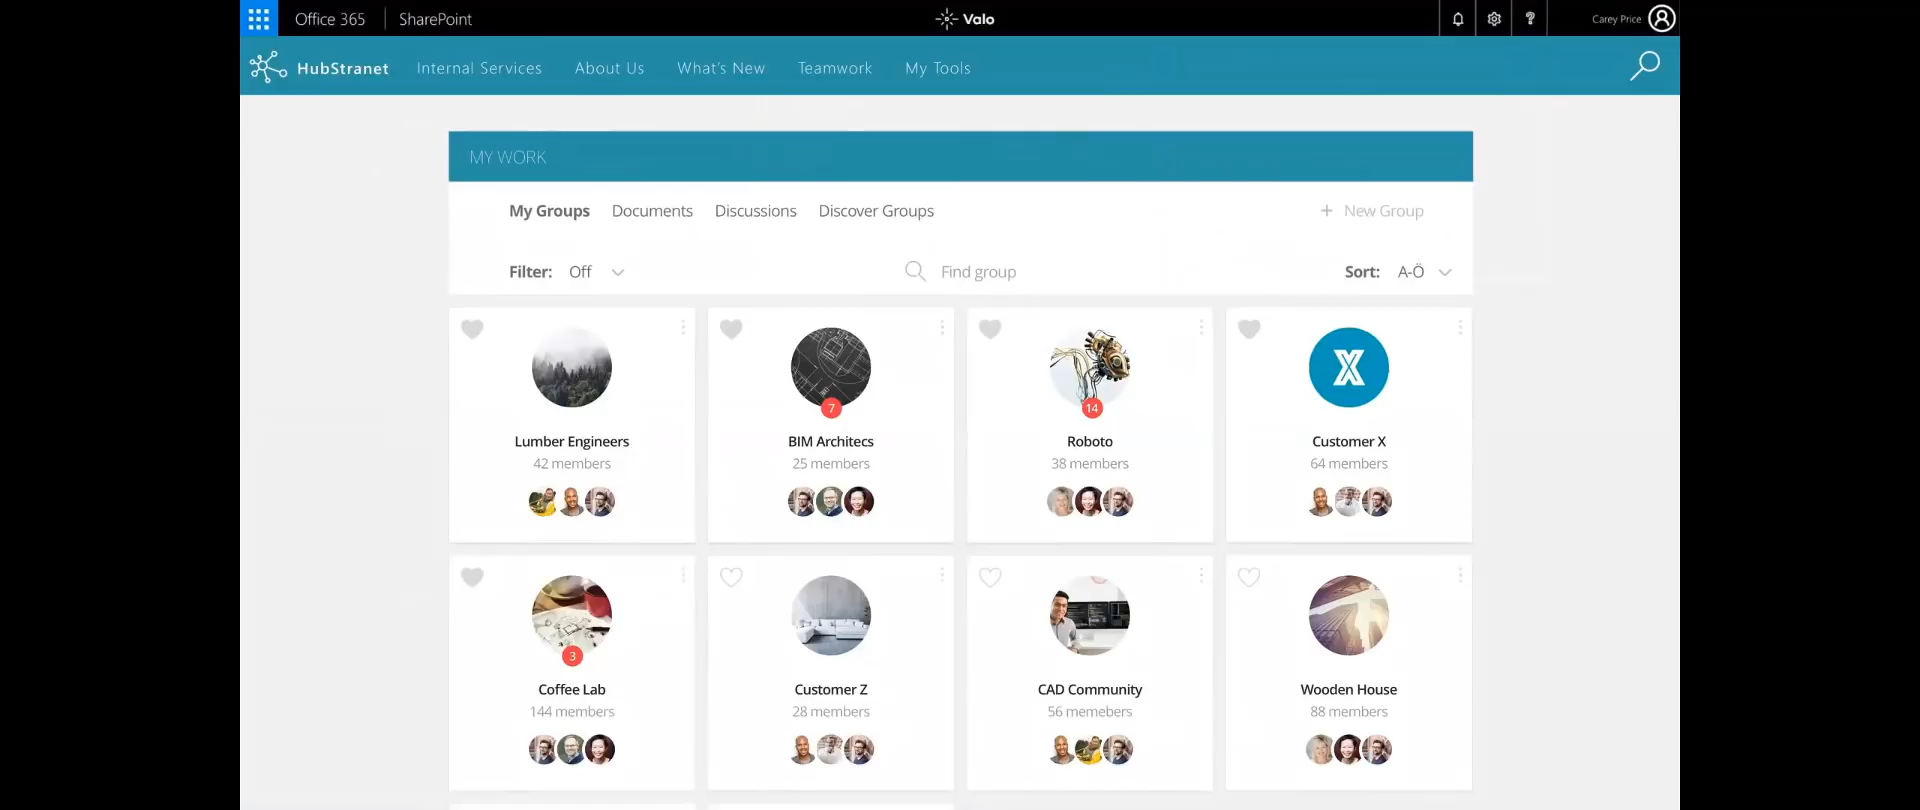 Office 365 SharePoint Valo ? Carey Price
HubStranet Internal Services About Us What's New Teamwork My Tools
MY WORK
My Groups Documents Discussions Discover Groups + New Group
Filter: Off Find group Sort: A-Ö
X
7
14
Lumber Engineers BIM Architecs Roboto Customer X
42 members 25 members 38 members 64 members
3
Coffee Lab Customer Z CAD Community Wooden House
144 members 28 members 56 memebers 88 members